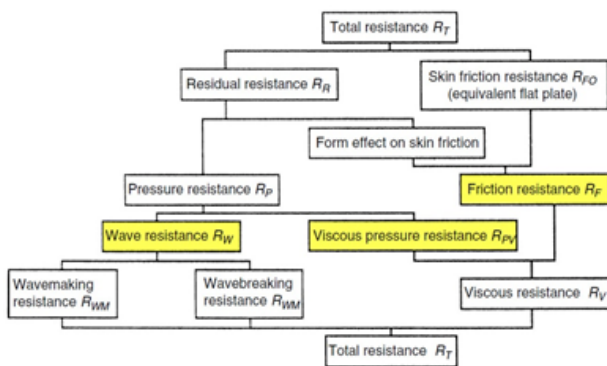 Total resistance R_T
Residual resistance R_R
Skin friction resistance R_FO
(equivalent flat plate)
Form effect on skin friction
Pressure resistance R_P
Friction resistance R_F
Wave resistance R_W
Viscous pressure resistance R_PV
Wavemaking
resistance R_WM
Wavebreaking
resistance R_WM
Viscous resistance R_V
Total resistance R_T